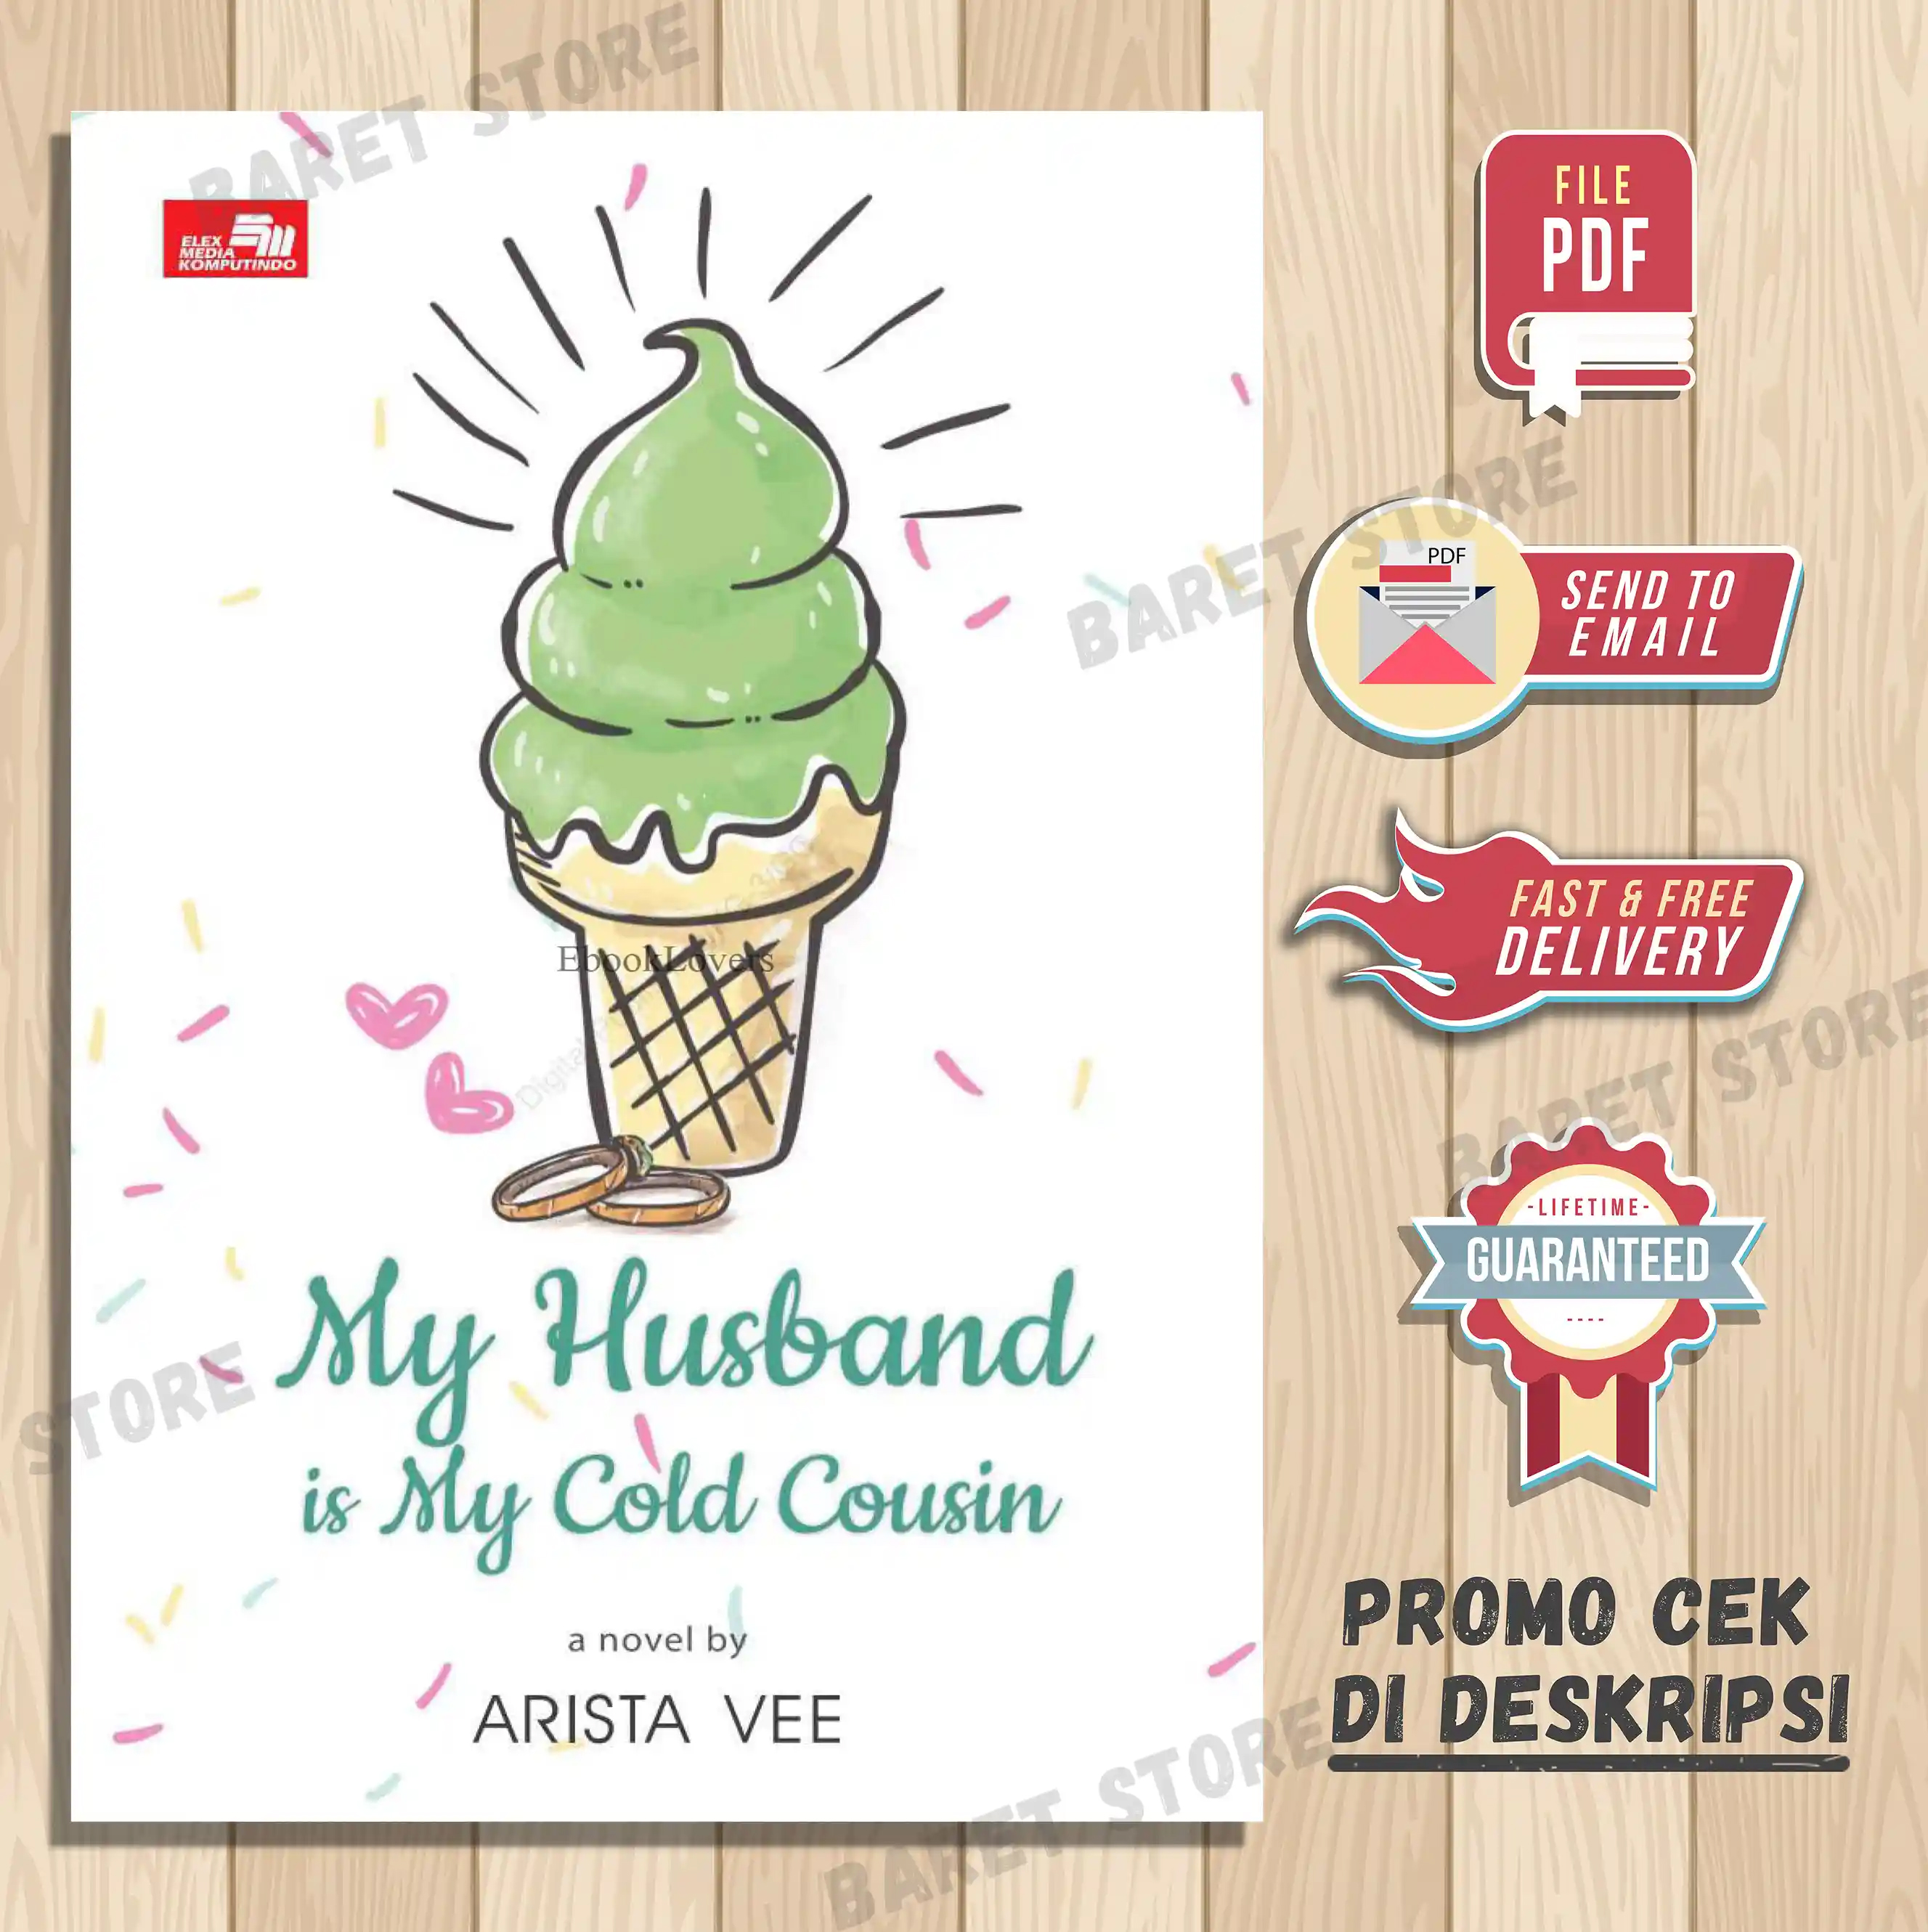 BARET STORE
ELEX
MEDIA
KOMPUTINDO
EbookLovers
My Husband
is My Cold Cousin
a novel by
ARISTA VEE
FILE
PDF
BARET STORE
PDF
SEND TO
EMAIL
FAST & FREE
DELIVERY
BARET STORE
-LIFETIME-
GUARANTEED
STORE
PROMO CEK
DI DESKRIPSI
BARET STORE